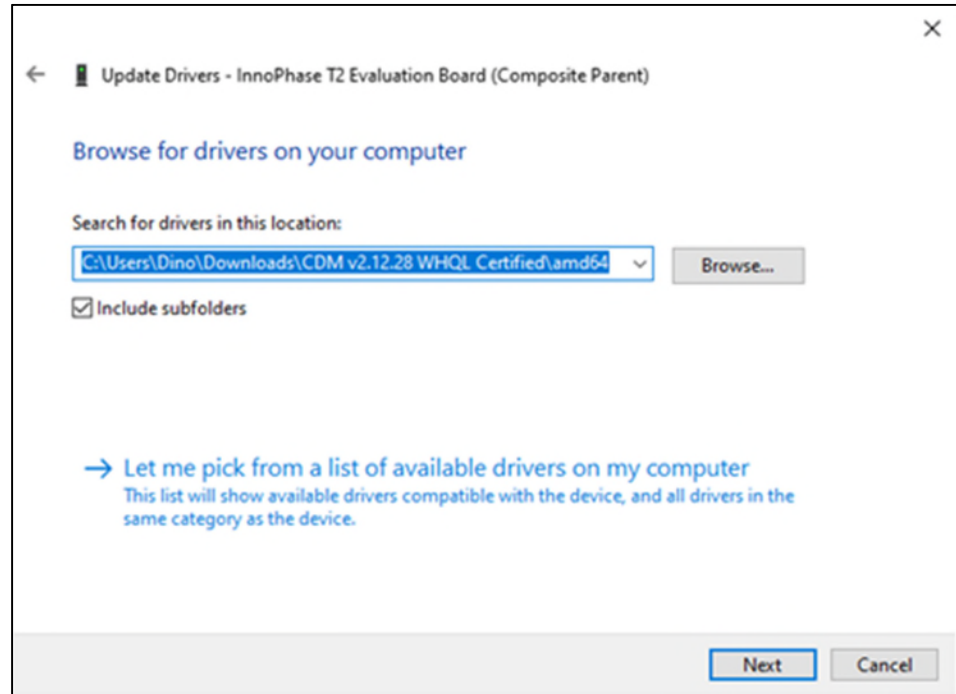 Update Drivers - InnoPhase T2 Evaluation Board (Composite Parent)
Browse for drivers on your computer
Search for drivers in this location:
C:\Users\Dino\Downloads\CDM v2.12.28 WHQL Certified\amd64
Browse...
Include subfolders
Let me pick from a list of available drivers on my computer
This list will show available drivers compatible with the device, and all drivers in the
same category as the device.
Next
Cancel